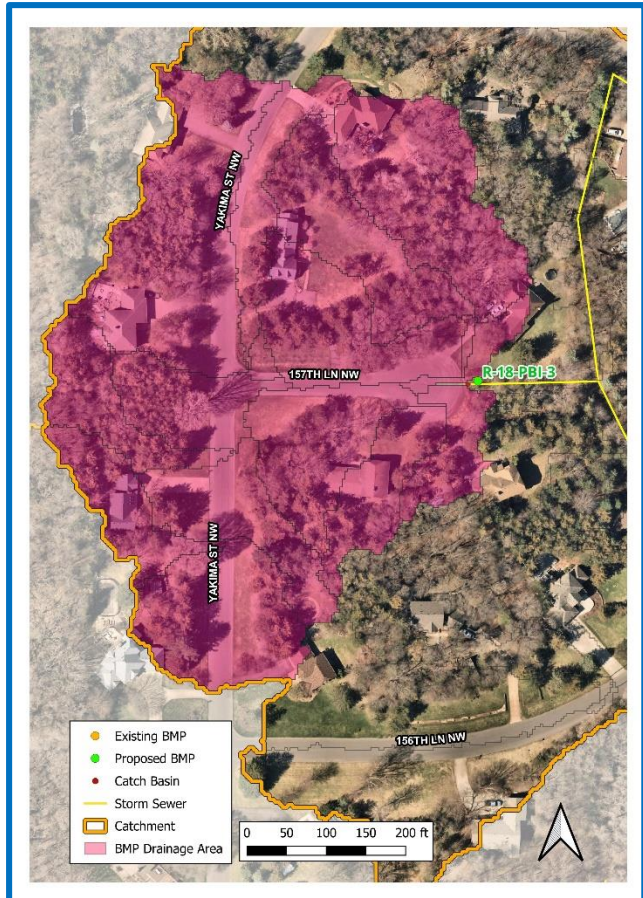 YAKIMA ST NW
157TH LN NW
R-18-PBI-3
YAKIMA ST NW
156TH LN NW
Existing BMP
Proposed BMP
Catch Basin
Storm Sewer
Catchment
BMP Drainage Area
0 50 100 150 200 ft